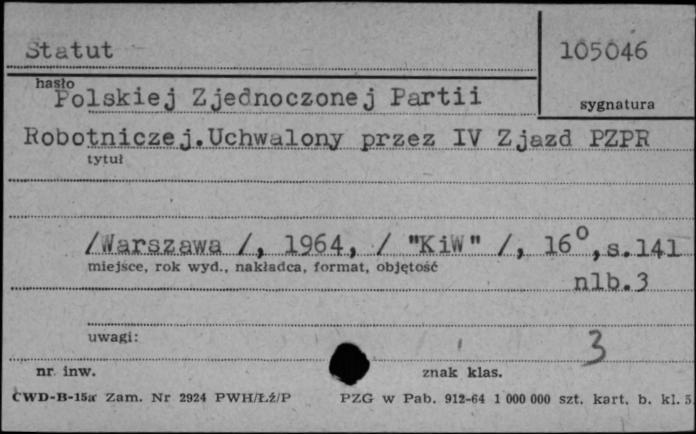 Statut 105046
hasło
Polskiej Zjednoczonej Partii
sygnatura
Robotniczej.Uchwalony przez IV Zjazd PZPR
tytuł
/Warszawa /, 1964, / "KiW" /, 16⁰,s.141
miejsce, rok wyd., nakładca, format, objętość
nlb.3
uwagi:
3
nr. inw. znak klas.
CWD-B-15a Zam. Nr 2924 PWH/Łź/P PZG w Pab. 912-64 1 000 000 szt. kart. b. kl. 5